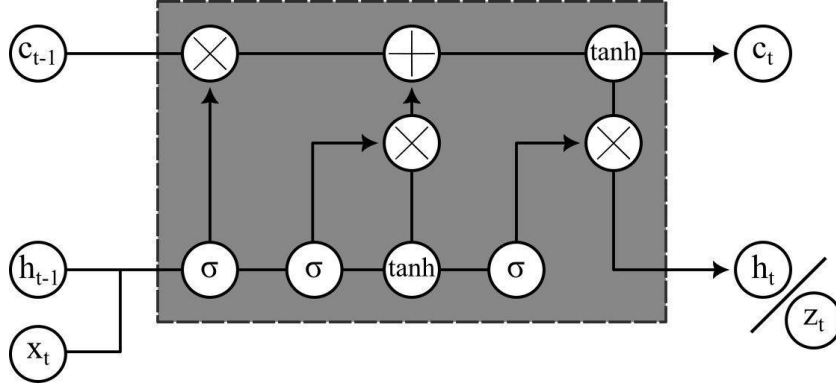 c_{t-1} × + tanh c_t
× ×
h_{t-1} σ σ tanh σ h_t
/ z_t
x_t